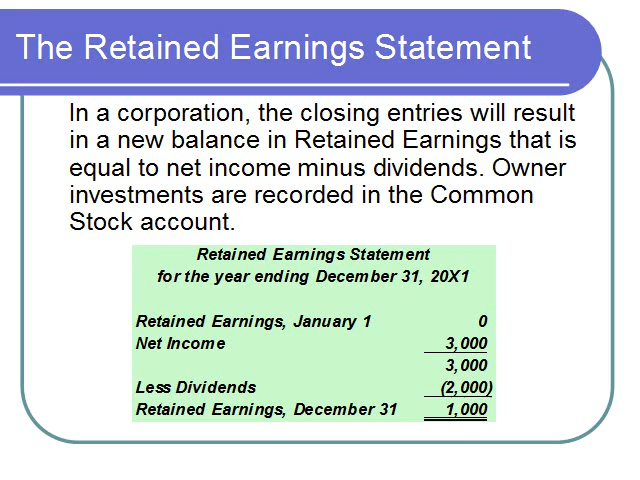 The Retained Earnings Statement
In a corporation, the closing entries will result
in a new balance in Retained Earnings that is
equal to net income minus dividends. Owner
investments are recorded in the Common
Stock account.
Retained Earnings Statement
for the year ending December 31, 20X1
Retained Earnings, January 1 0
Net Income 3,000
3,000
Less Dividends (2,000)
Retained Earnings, December 31 1,000